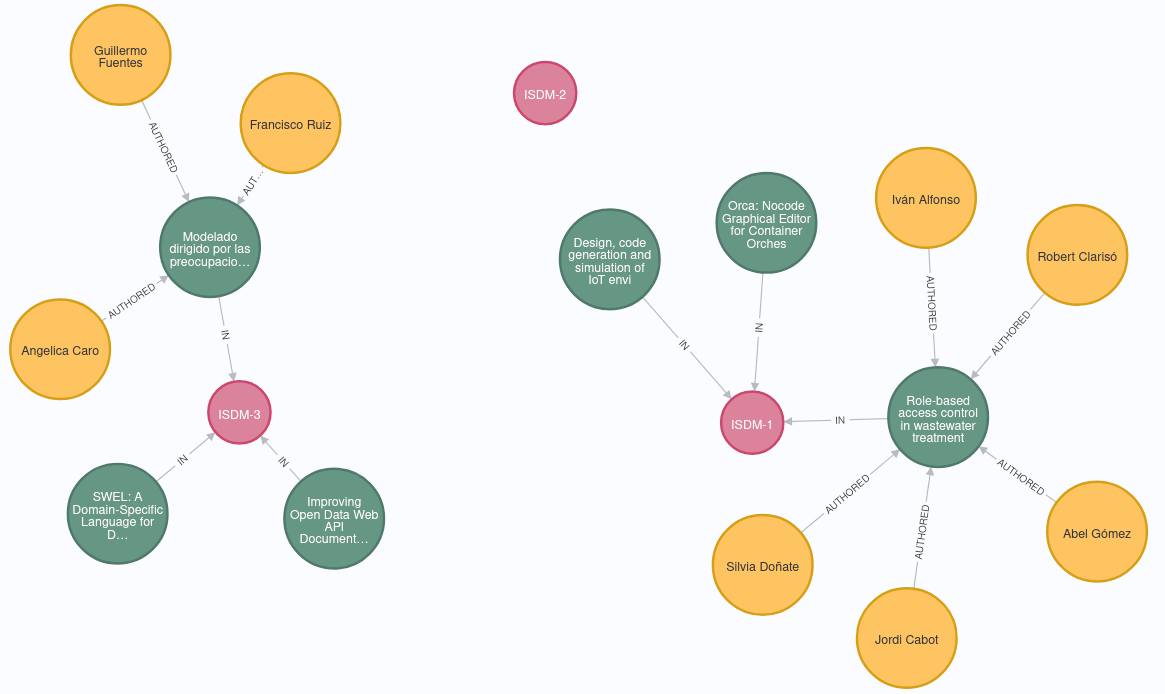 Guillermo
Fuentes
AUTHORED
Francisco Ruiz
AUT...
Modelado
dirigido por las
preocupacio...
Angelica Caro
AUTHORED
IN
ISDM-3
IN
SWEL: A
Domain-Specific
Language for
D...
IN
Improving
Open Data Web
API
Document...
ISDM-2
Design, code
generation and
simulation of
IoT envi
IN
Orca: Nocode
Graphical Editor
for Container
Orches
IN
ISDM-1
IN
Iván Alfonso
AUTHORED
Robert Clarisó
AUTHORED
Role-based
access control
in wastewater
treatment
AUTHORED
Silvia Doñate
AUTHORED
Jordi Cabot
AUTHORED
Abel Gómez